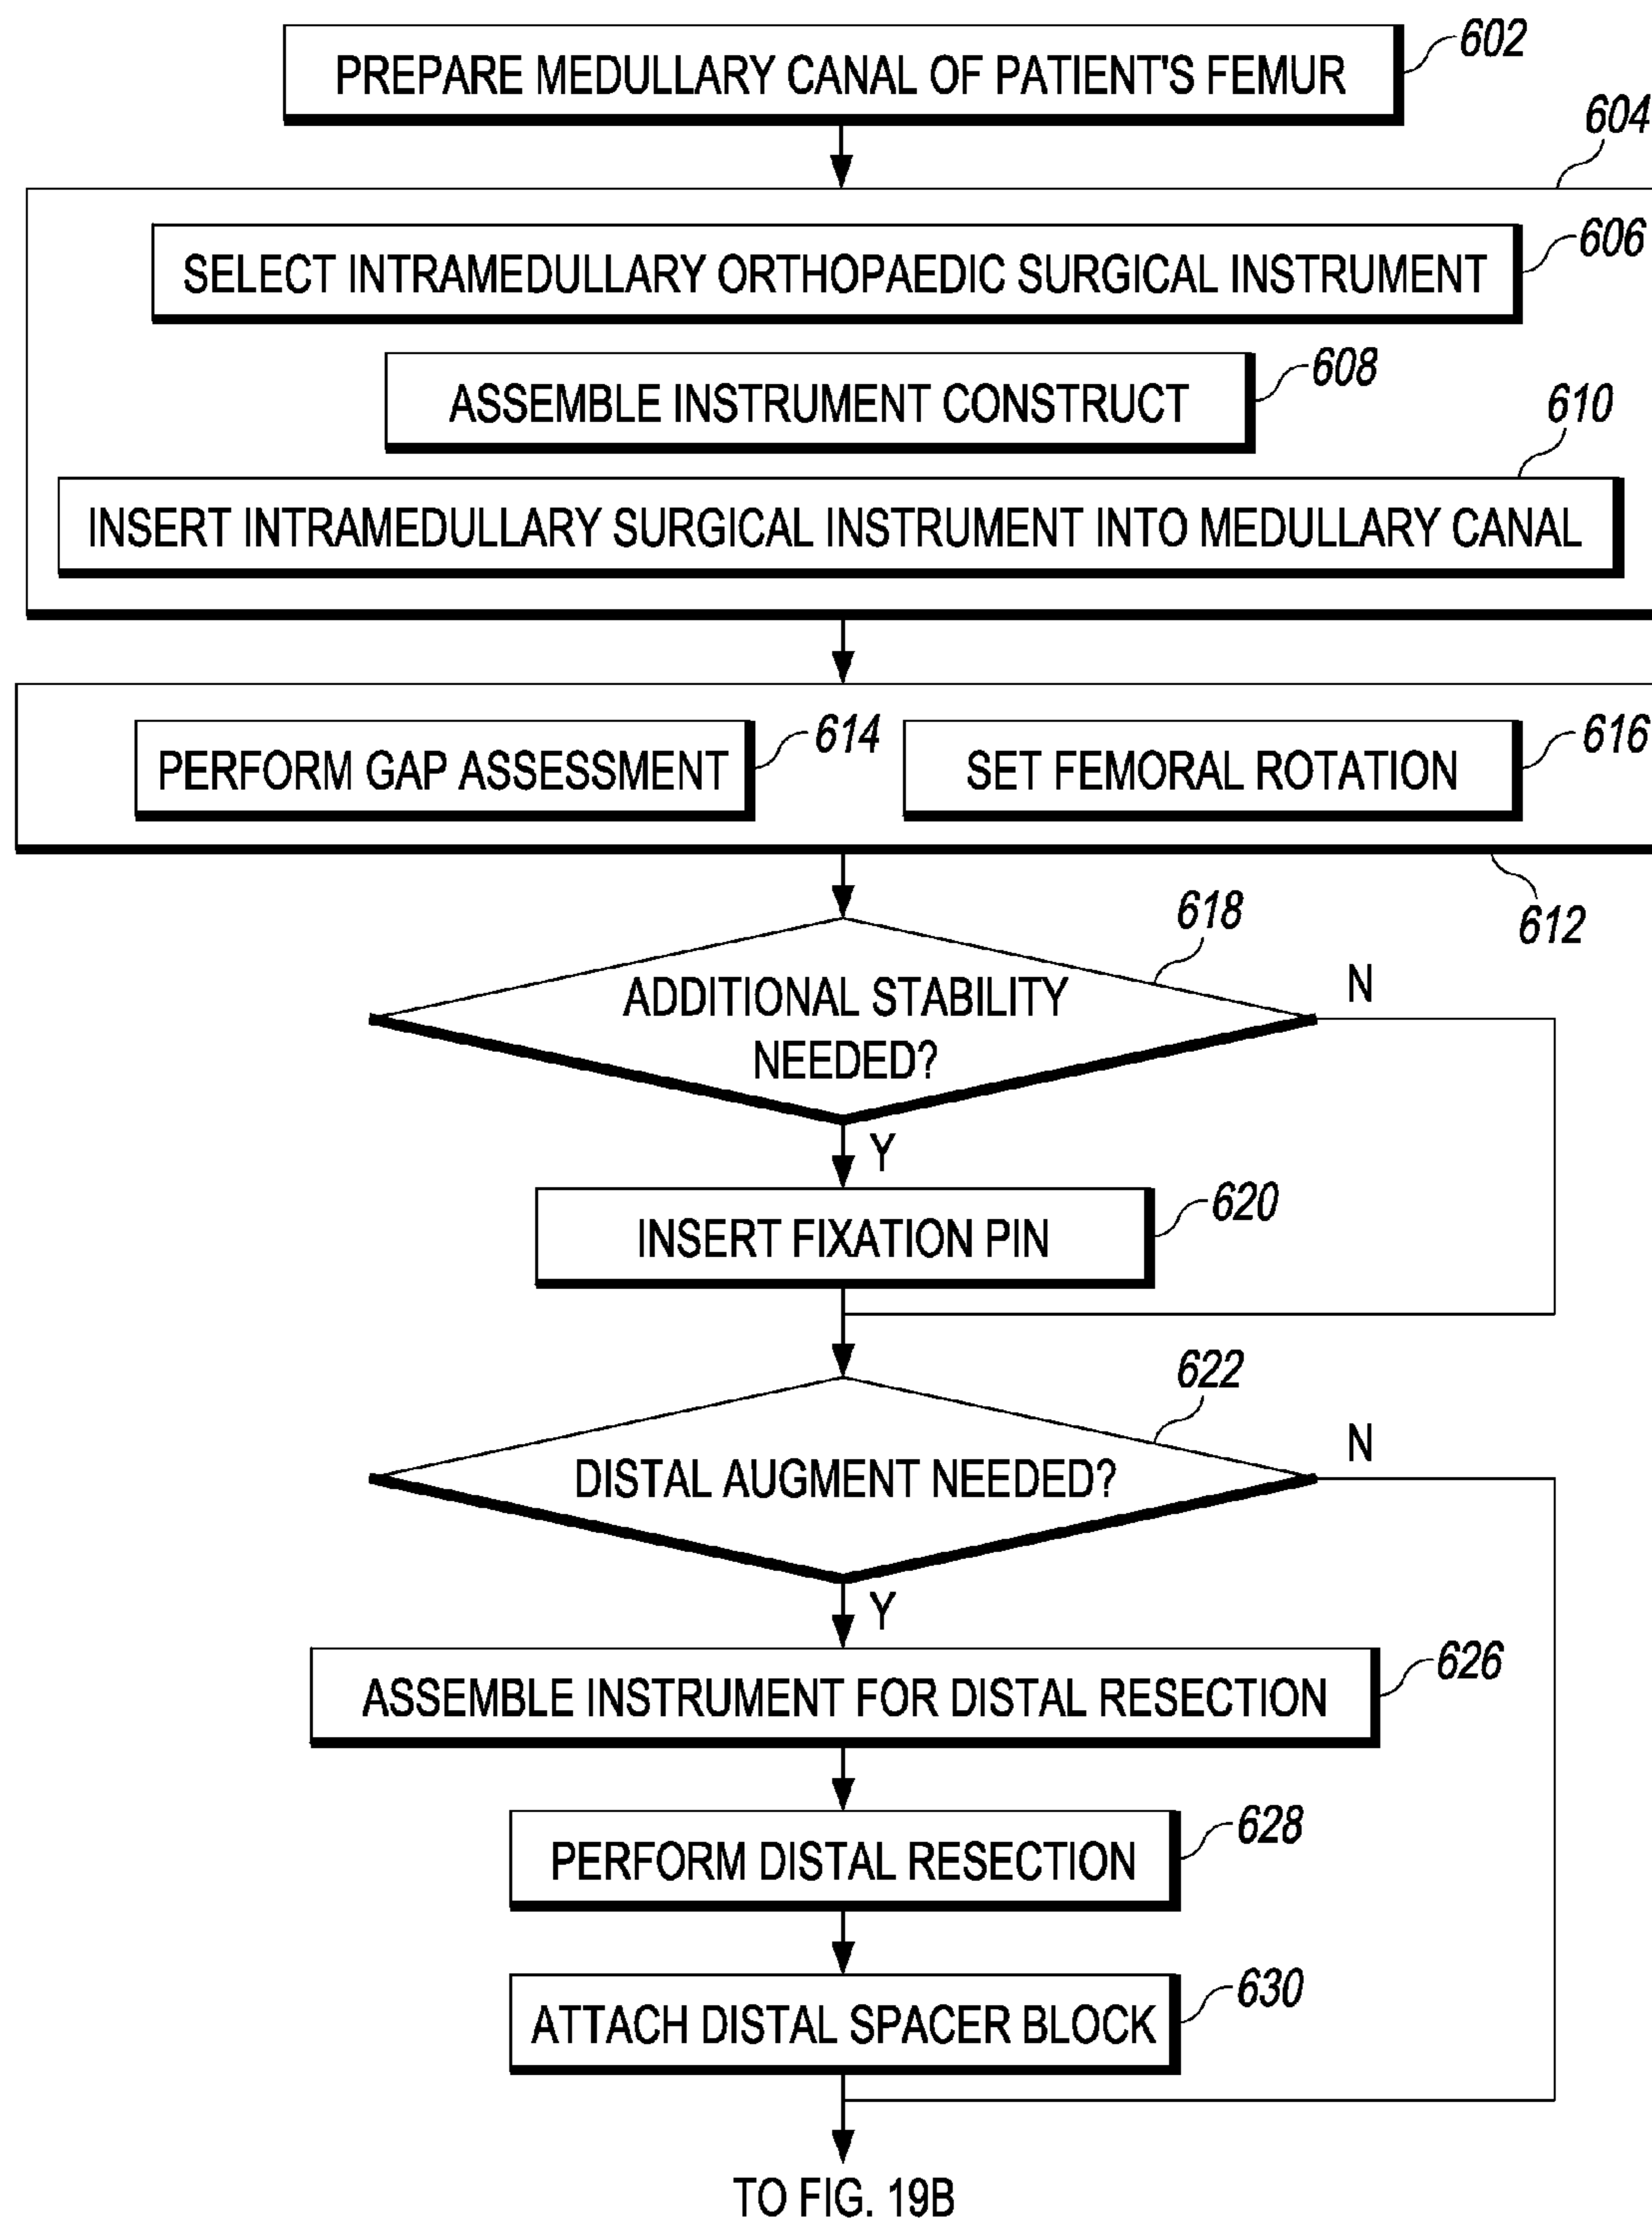 602
PREPARE MEDULLARY CANAL OF PATIENT'S FEMUR
604
606
SELECT INTRAMEDULLARY ORTHOPAEDIC SURGICAL INSTRUMENT
608
ASSEMBLE INSTRUMENT CONSTRUCT
610
INSERT INTRAMEDULLARY SURGICAL INSTRUMENT INTO MEDULLARY CANAL
614
PERFORM GAP ASSESSMENT
616
SET FEMORAL ROTATION
612
618
ADDITIONAL STABILITY
NEEDED?
N
Y
620
INSERT FIXATION PIN
622
DISTAL AUGMENT NEEDED?
N
Y
626
ASSEMBLE INSTRUMENT FOR DISTAL RESECTION
628
PERFORM DISTAL RESECTION
630
ATTACH DISTAL SPACER BLOCK
TO FIG. 19B